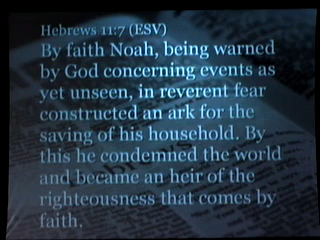 Hebrews 11:7 (ESV)
By faith Noah, being warned
by God concerning events as
yet unseen, in reverent fear
constructed an ark for the
saving of his household. By
this he condemned the world
and became an heir of the
righteousness that comes by
faith.